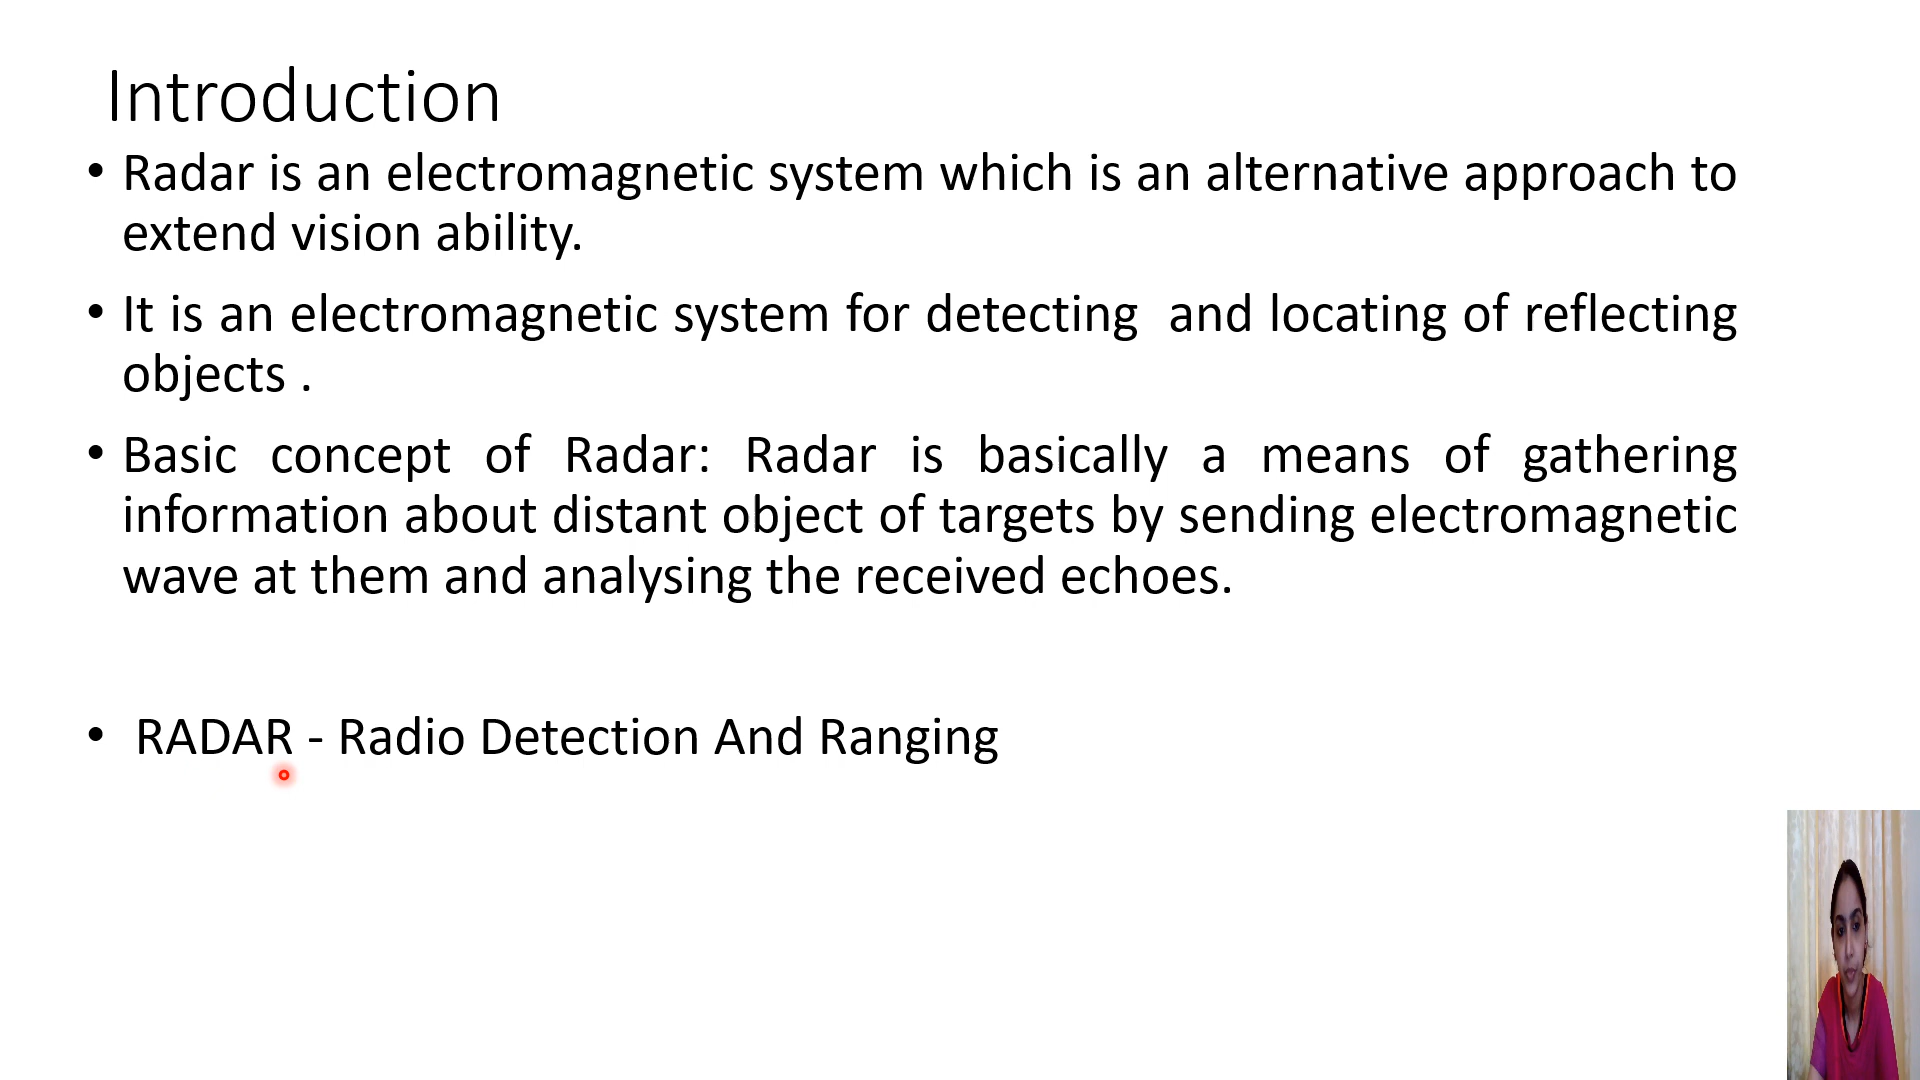 Introduction
• Radar is an electromagnetic system which is an alternative approach to
extend vision ability.
• It is an electromagnetic system for detecting  and locating of reflecting
objects .
• Basic concept of Radar: Radar is basically a means of gathering
information about distant object of targets by sending electromagnetic
wave at them and analysing the received echoes.
• RADAR - Radio Detection And Ranging